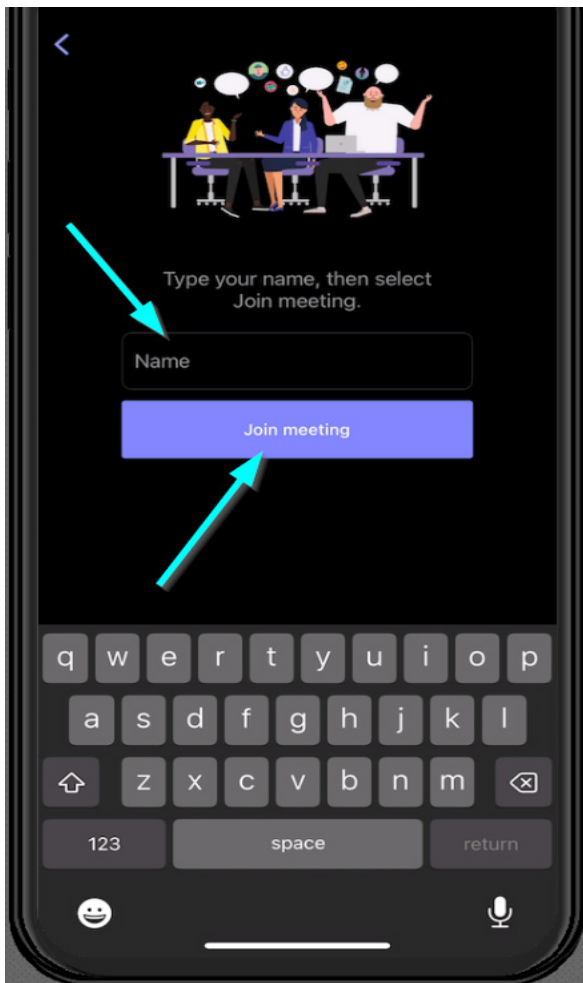 Type your name, then select
Join meeting.
Name
Join meeting
q w e r t y u i o p
a s d f g h j k l
z x c v b n m
123 space return